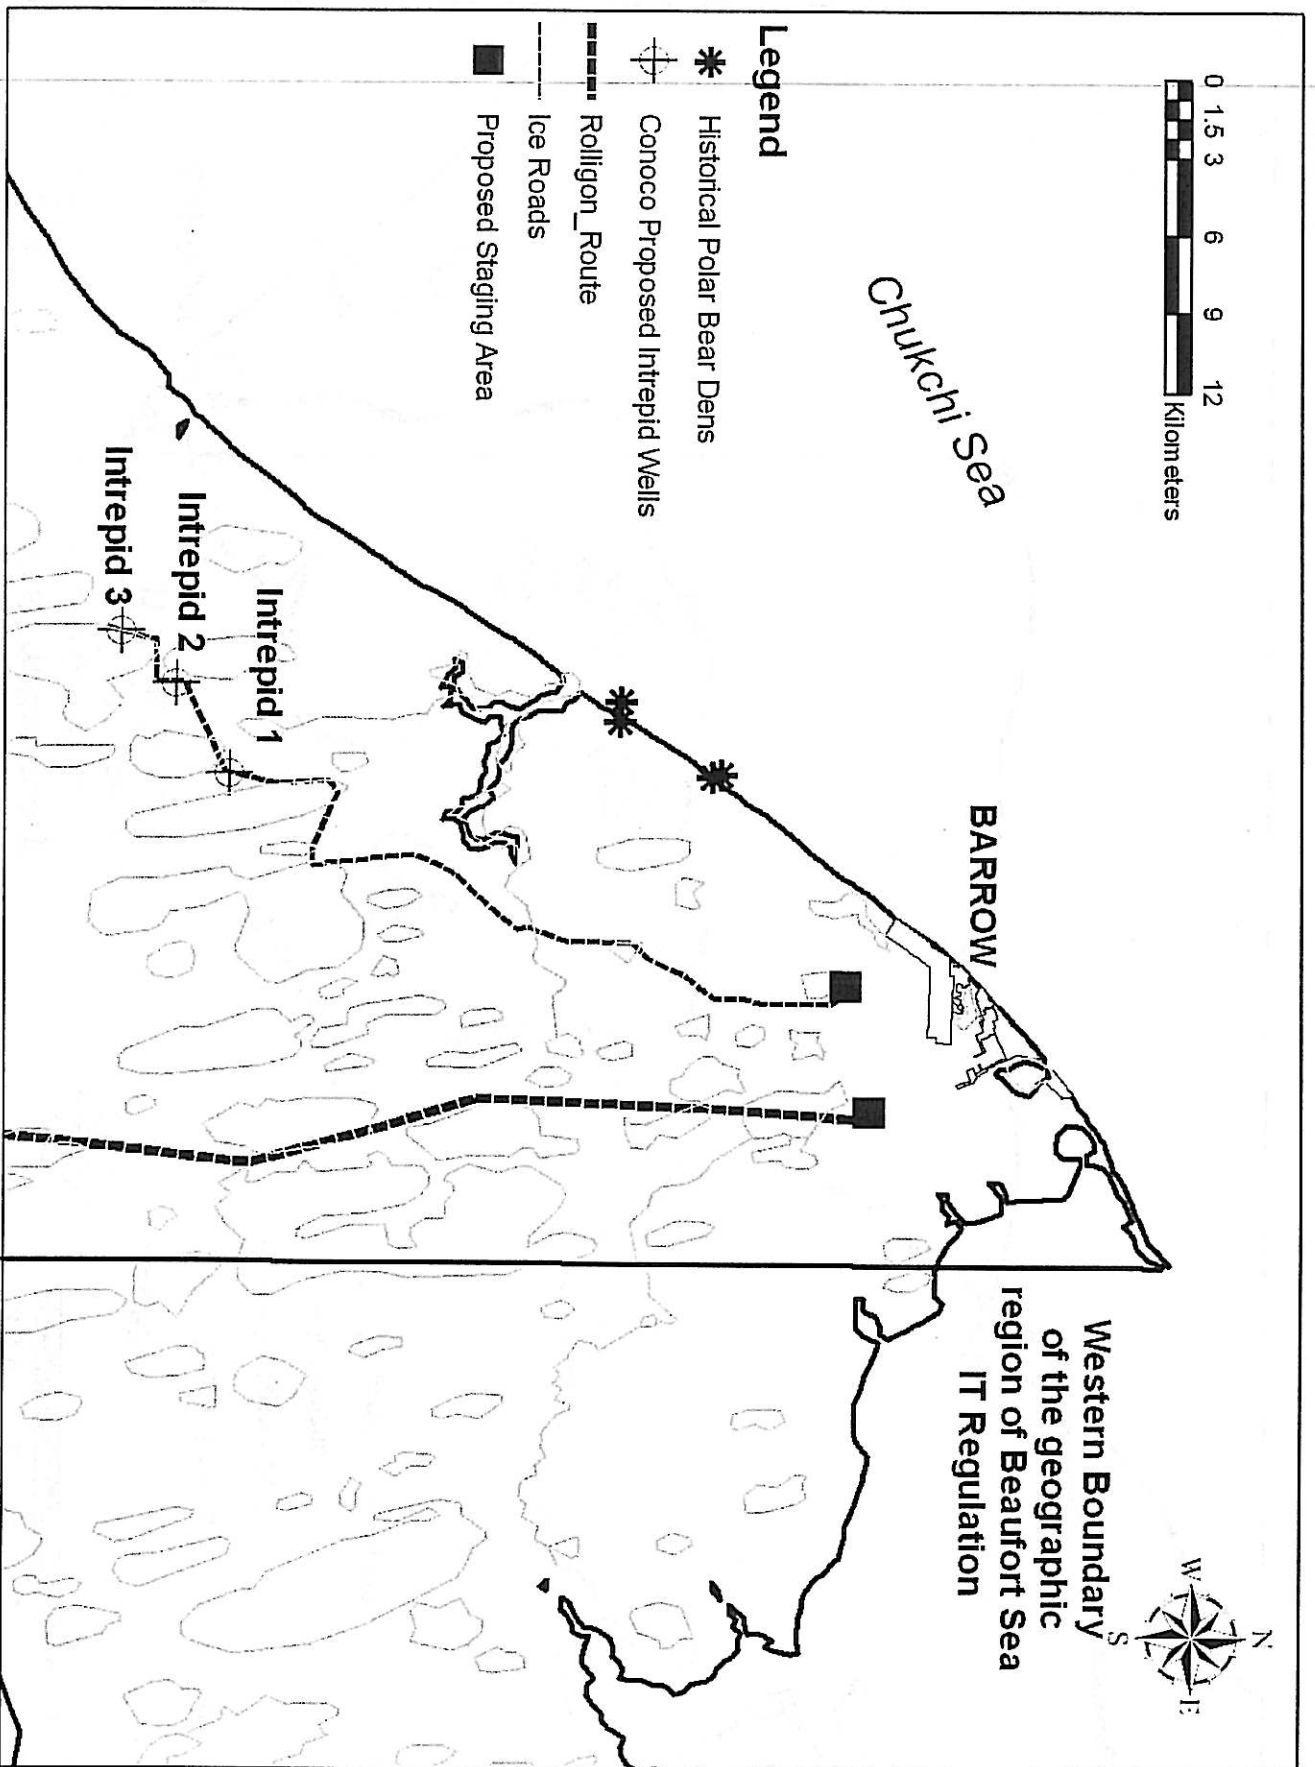 0 1.5 3 6 9 12
Kilometers
Chukchi Sea
Legend
Historical Polar Bear Dens
Conoco Proposed Intrepid Wells
Rolligon_Route
Ice Roads
Proposed Staging Area
BARROW
Intrepid 1
Intrepid 2
Intrepid 3
Western Boundary
of the geographic
region of Beaufort Sea
IT Regulation
N
W
E
S